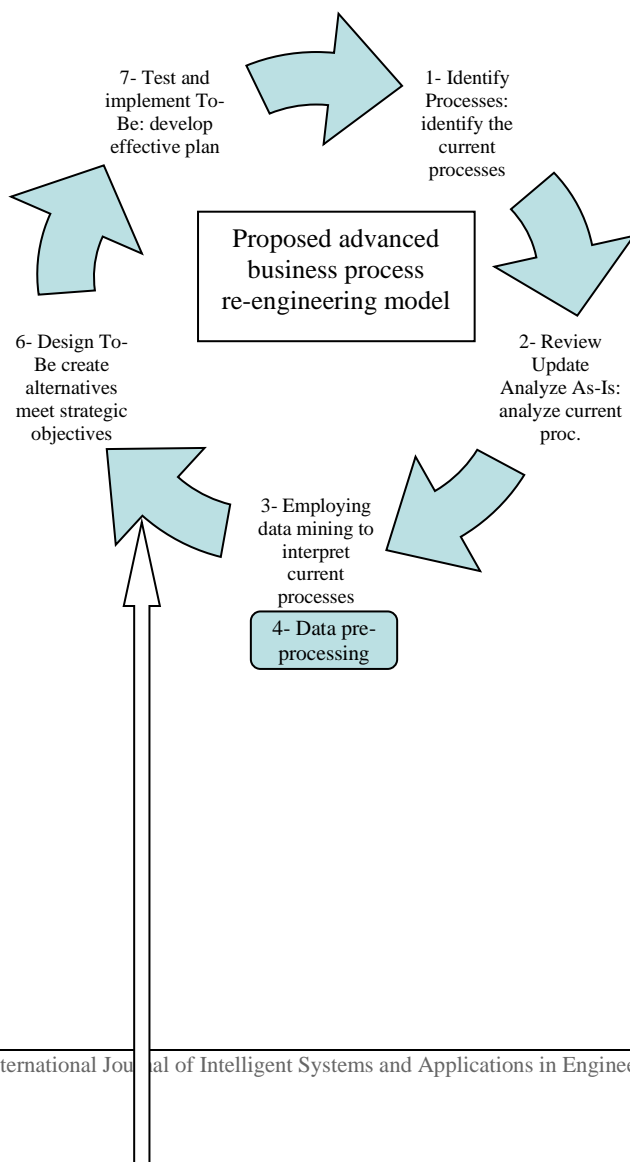 7- Test and
implement To-
Be: develop
effective plan
1- Identify
Processes:
identify the
current
processes
Proposed advanced
business process
re-engineering model
6- Design To-
Be create
alternatives
meet strategic
objectives
2- Review
Update
Analyze As-Is:
analyze current
proc.
3- Employing
data mining to
interpret
current
processes
4- Data pre-
processing
ternational Jou al of Intelligent Systems and Applications in Enginee